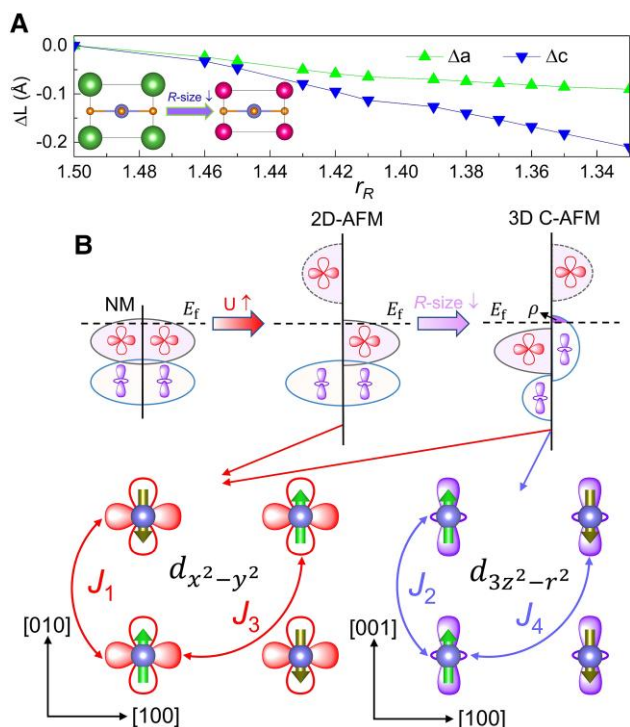 A
0.0
-0.1
-0.2
ΔL (Å)
Δa
Δc
R-size ↓
1.50
1.48
1.46
1.44
1.42
1.40
1.38
1.36
1.34
r_R
2D-AFM
3D C-AFM
B
NM
E_f
U ↑
E_f
R-size ↓
E_f
ρ
J_1
d_{x²−y²}
J_3
[010]
[100]
J_2
d_{3z²−r²}
J_4
[001]
[100]